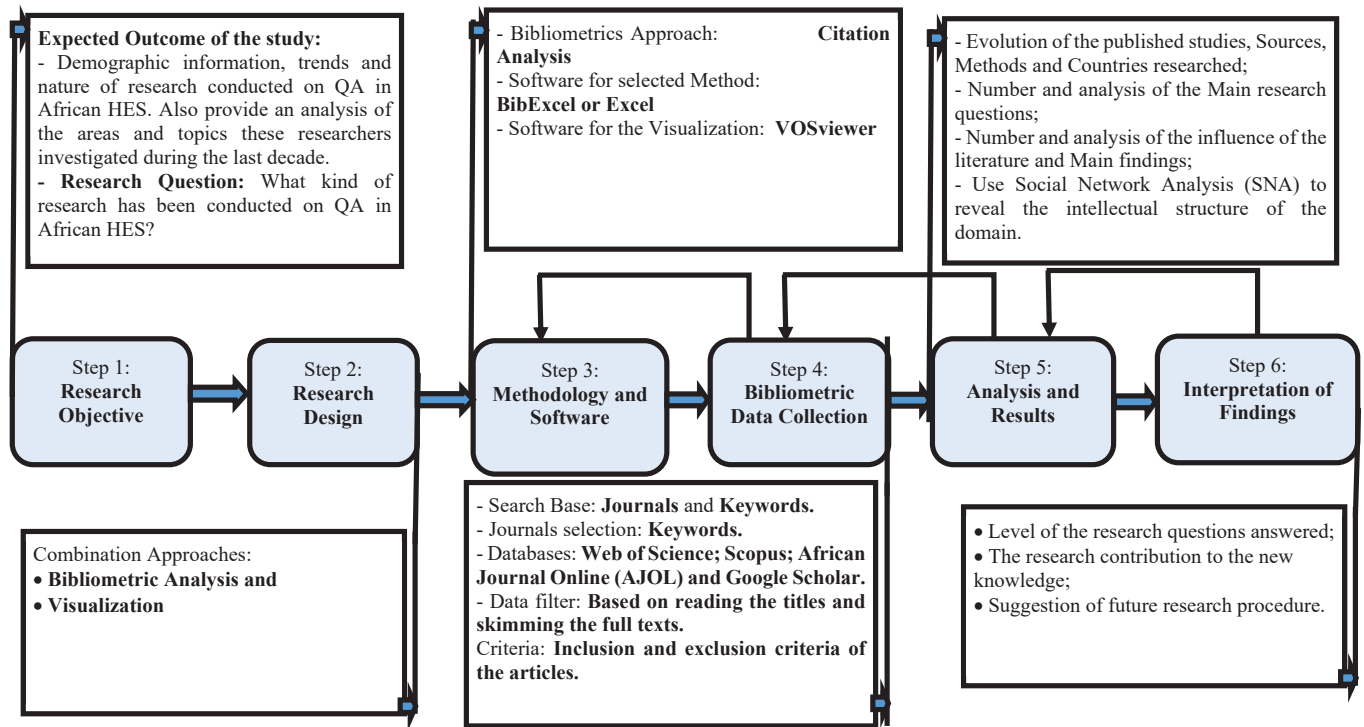 Expected Outcome of the study:
- Demographic information, trends and
nature of research conducted on QA in
African HES. Also provide an analysis of
the areas and topics these researchers
investigated during the last decade.
- Research Question: What kind of
research has been conducted on QA in
African HES?
- Bibliometrics Approach: Citation
Analysis
- Software for selected Method:
BibExcel or Excel
- Software for the Visualization: VOSviewer
- Evolution of the published studies, Sources,
Methods and Countries researched;
- Number and analysis of the Main research
questions;
- Number and analysis of the influence of the
literature and Main findings;
- Use Social Network Analysis (SNA) to
reveal the intellectual structure of the
domain.
Step 1:
Research
Objective
Step 2:
Research
Design
Step 3:
Methodology and
Software
Step 4:
Bibliometric
Data Collection
Step 5:
Analysis and
Results
Step 6:
Interpretation of
Findings
Combination Approaches:
• Bibliometric Analysis and
• Visualization
- Search Base: Journals and Keywords.
- Journals selection: Keywords.
- Databases: Web of Science; Scopus; African
Journal Online (AJOL) and Google Scholar.
- Data filter: Based on reading the titles and
skimming the full texts.
Criteria: Inclusion and exclusion criteria of
the articles.
• Level of the research questions answered;
• The research contribution to the new
knowledge;
• Suggestion of future research procedure.